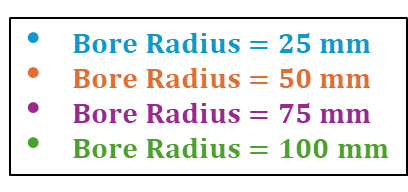 • Bore Radius = 25 mm
• Bore Radius = 50 mm
• Bore Radius = 75 mm
• Bore Radius = 100 mm